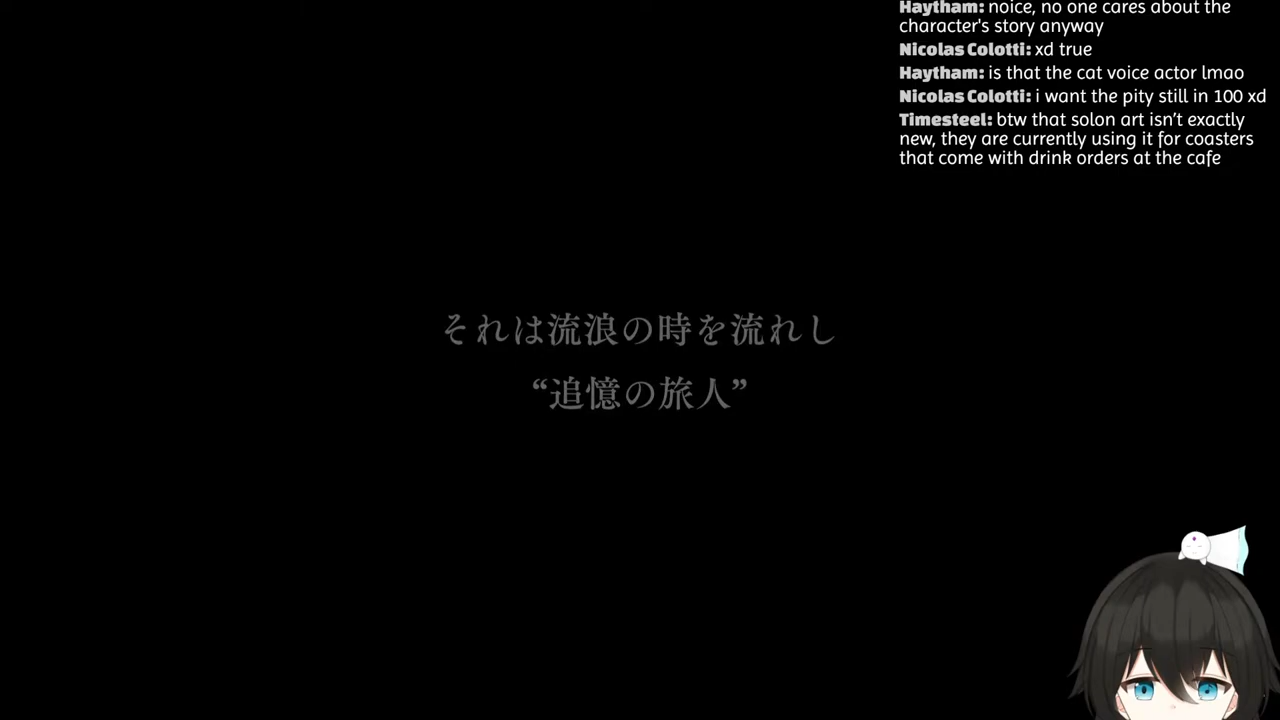 Haytham: noice, no one cares about the
character's story anyway
Nicolas Colotti: xd true
Haytham: is that the cat voice actor lmao
Nicolas Colotti: i want the pity still in 100 xd
Timesteel: btw that solon art isn’t exactly
new, they are currently using it for coasters
that come with drink orders at the cafe
それは流浪の時を流れし
“追憶の旅人”